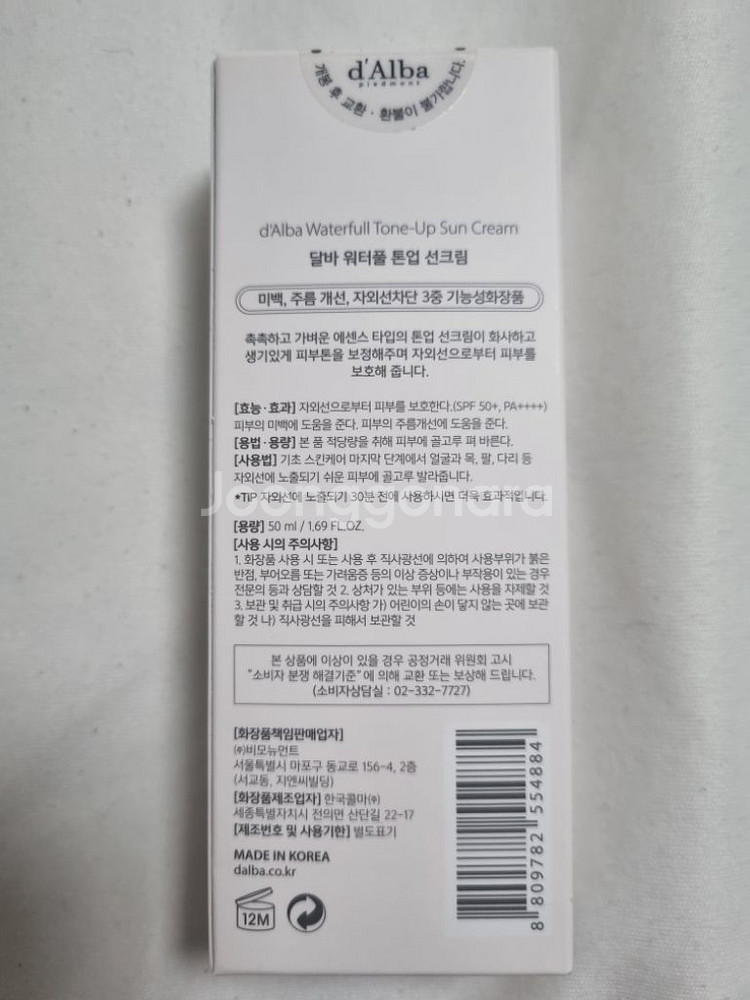 d'Alba
piedmont
개봉 후 교환 · 환불이 불가합니다.
d'Alba Waterfull Tone-Up Sun Cream
달바 워터풀 톤업 선크림
미백, 주름 개선, 자외선차단 3중 기능성화장품
촉촉하고 가벼운 에센스 타입의 톤업 선크림이 화사하고
생기있게 피부톤을 보정해주며 자외선으로부터 피부를
보호해 줍니다.
[효능·효과] 자외선으로부터 피부를 보호한다.(SPF 50+, PA++++)
피부의 미백에 도움을 준다. 피부의 주름개선에 도움을 준다.
[용법·용량] 본 품 적당량을 취해 피부에 골고루 펴 바른다.
[사용법] 기초 스킨케어 마지막 단계에서 얼굴과 목, 팔, 다리 등
자외선에 노출되기 쉬운 피부에 골고루 발라줍니다.
*TIP 자외선에 노출되기 30분 전에 사용하시면 더욱 효과적입니다.
Joonggonara
[용량] 50 ml / 1.69 FL.OZ.
[사용 시의 주의사항]
1. 화장품 사용 시 또는 사용 후 직사광선에 의하여 사용부위가 붉은
반점, 부어오름 또는 가려움증 등의 이상 증상이나 부작용이 있는 경우
전문의 등과 상담할 것 2. 상처가 있는 부위 등에는 사용을 자제할 것
3. 보관 및 취급 시의 주의사항 가) 어린이의 손이 닿지 않는 곳에 보관
할 것 나) 직사광선을 피해서 보관할 것
본 상품에 이상이 있을 경우 공정거래 위원회 고시
"소비자 분쟁 해결기준"에 의해 교환 또는 보상해 드립니다.
(소비자상담실 : 02-332-7727)
[화장품책임판매업자]
㈜비모뉴먼트
서울특별시 마포구 동교로 156-4, 2층
(서교동, 지엔씨빌딩)
[화장품제조업자] 한국콜마㈜
세종특별자치시 전의면 산단길 22-17
[제조번호 및 사용기한] 별도표기
MADE IN KOREA
dalba.co.kr
12M
8 809782 554884